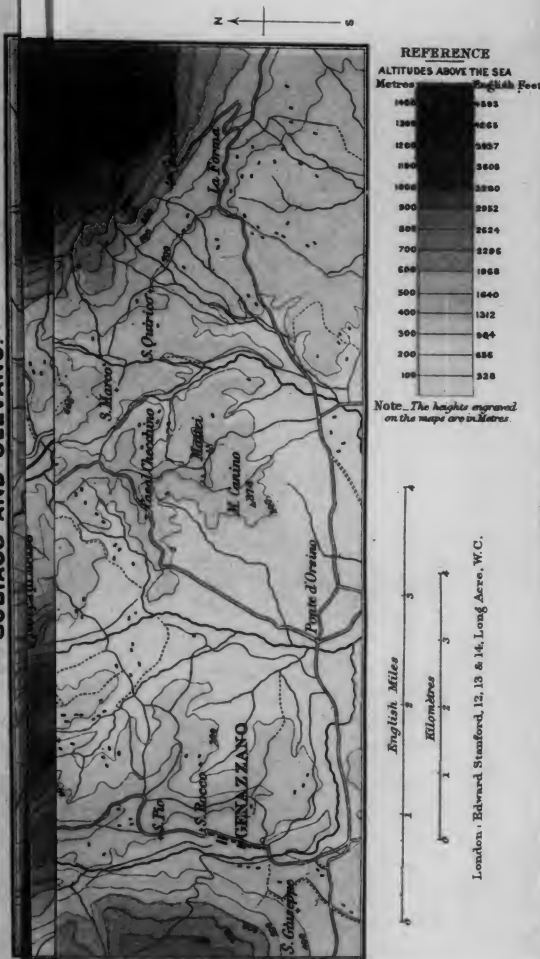 SUBIACO AND OLEVANO.
N
S
La Forma
S. Quirico
S. Marco
M. Canino
374
Ponte d'Orsino
S. Pio
S. Rocco
GENAZZANO
S. Giuseppe
REFERENCE
ALTITUDES ABOVE THE SEA
Metres English Feet
1400 4593
1300 4265
1200 3937
1100 3608
1000 3280
900 2952
800 2624
700 2296
600 1968
500 1640
400 1312
300 984
200 656
100 328
Note_The heights engraved
on the maps are in Metres.
English Miles
0 1 2 3 4
Kilomètres
0 1 2 3 4
London : Edward Stanford, 12, 13 & 14, Long Acre, W.C.